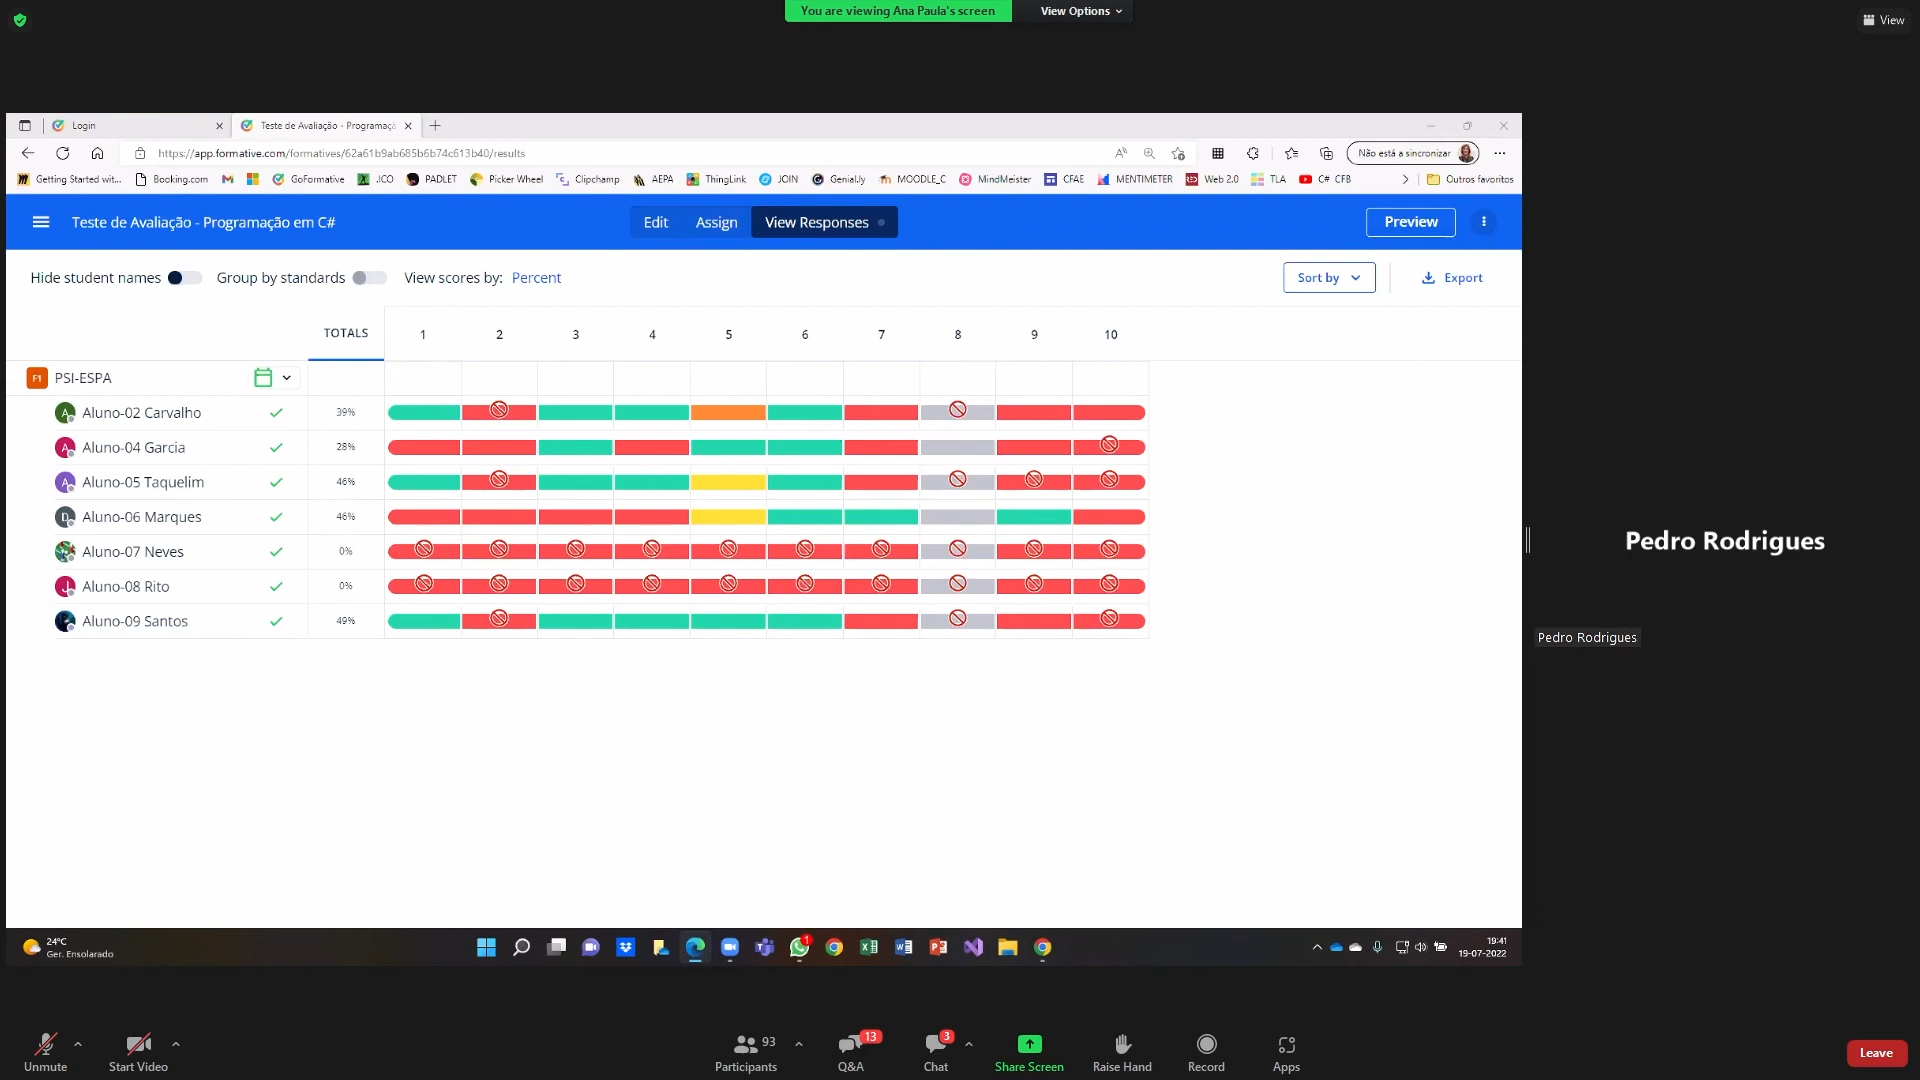 You are viewing Ana Paula's screen
View Options
View
Login
Teste de Avaliação - Programaçã
https://app.formative.com/formatives/62a61b9ab685b6b74c613b40/results
Não está a sincronizar
Getting Started wit...
Booking.com
GoFormative
.ICO
PADLET
Picker Wheel
Clipchamp
AEPA
ThingLink
JOIN
Genial.ly
MOODLE_C
MindMeister
CFAE
MENTIMETER
Web 2.0
TLA
C# CFB
Outros favoritos
Teste de Avaliação - Programação em C#
Edit
Assign
View Responses
Preview
Hide student names
Group by standards
View scores by: Percent
Sort by
Export
TOTALS 1 2 3 4 5 6 7 8 9 10
F1 PSI-ESPA
A Aluno-02 Carvalho 39%
A Aluno-04 Garcia 28%
A Aluno-05 Taquelim 46%
D Aluno-06 Marques 46%
Aluno-07 Neves 0%
J Aluno-08 Rito 0%
Aluno-09 Santos 49%
Pedro Rodrigues
Pedro Rodrigues
24°C
Ger. Ensolarado
1
19:41
19-07-2022
Unmute
Start Video
93
Participants
13
Q&A
3
Chat
Share Screen
Raise Hand
Record
Apps
Leave